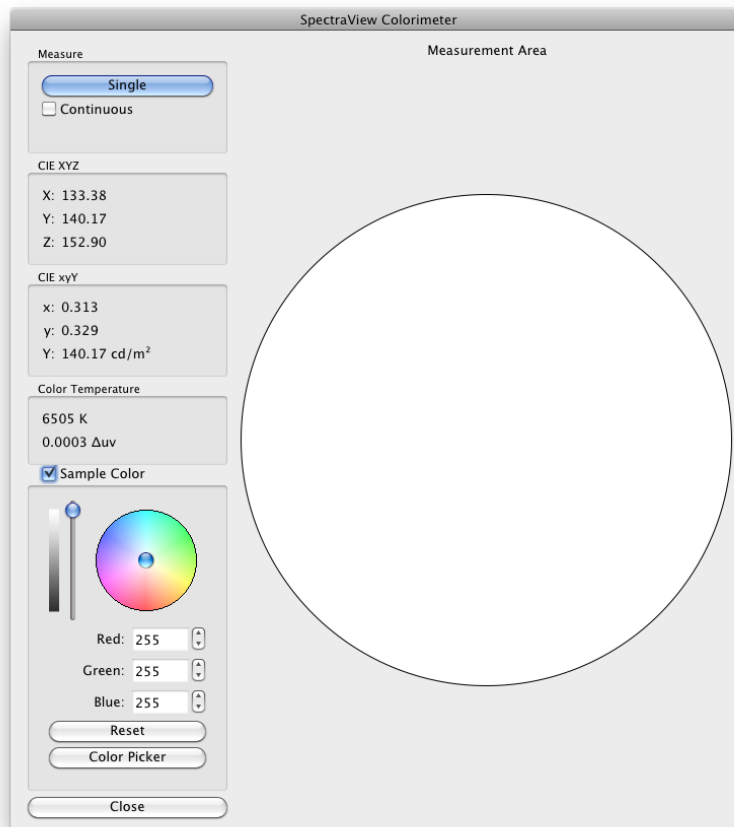 SpectraView Colorimeter
Measure
Single
Continuous
CIE XYZ
X: 133.38
Y: 140.17
Z: 152.90
CIE xyY
x: 0.313
y: 0.329
Y: 140.17 cd/m²
Color Temperature
6505 K
0.0003 Δuv
Sample Color
Red: 255
Green: 255
Blue: 255
Reset
Color Picker
Close
Measurement Area